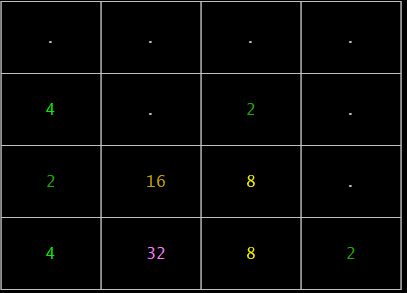 . . . .
4 . 2 .
2 16 8 .
4 32 8 2